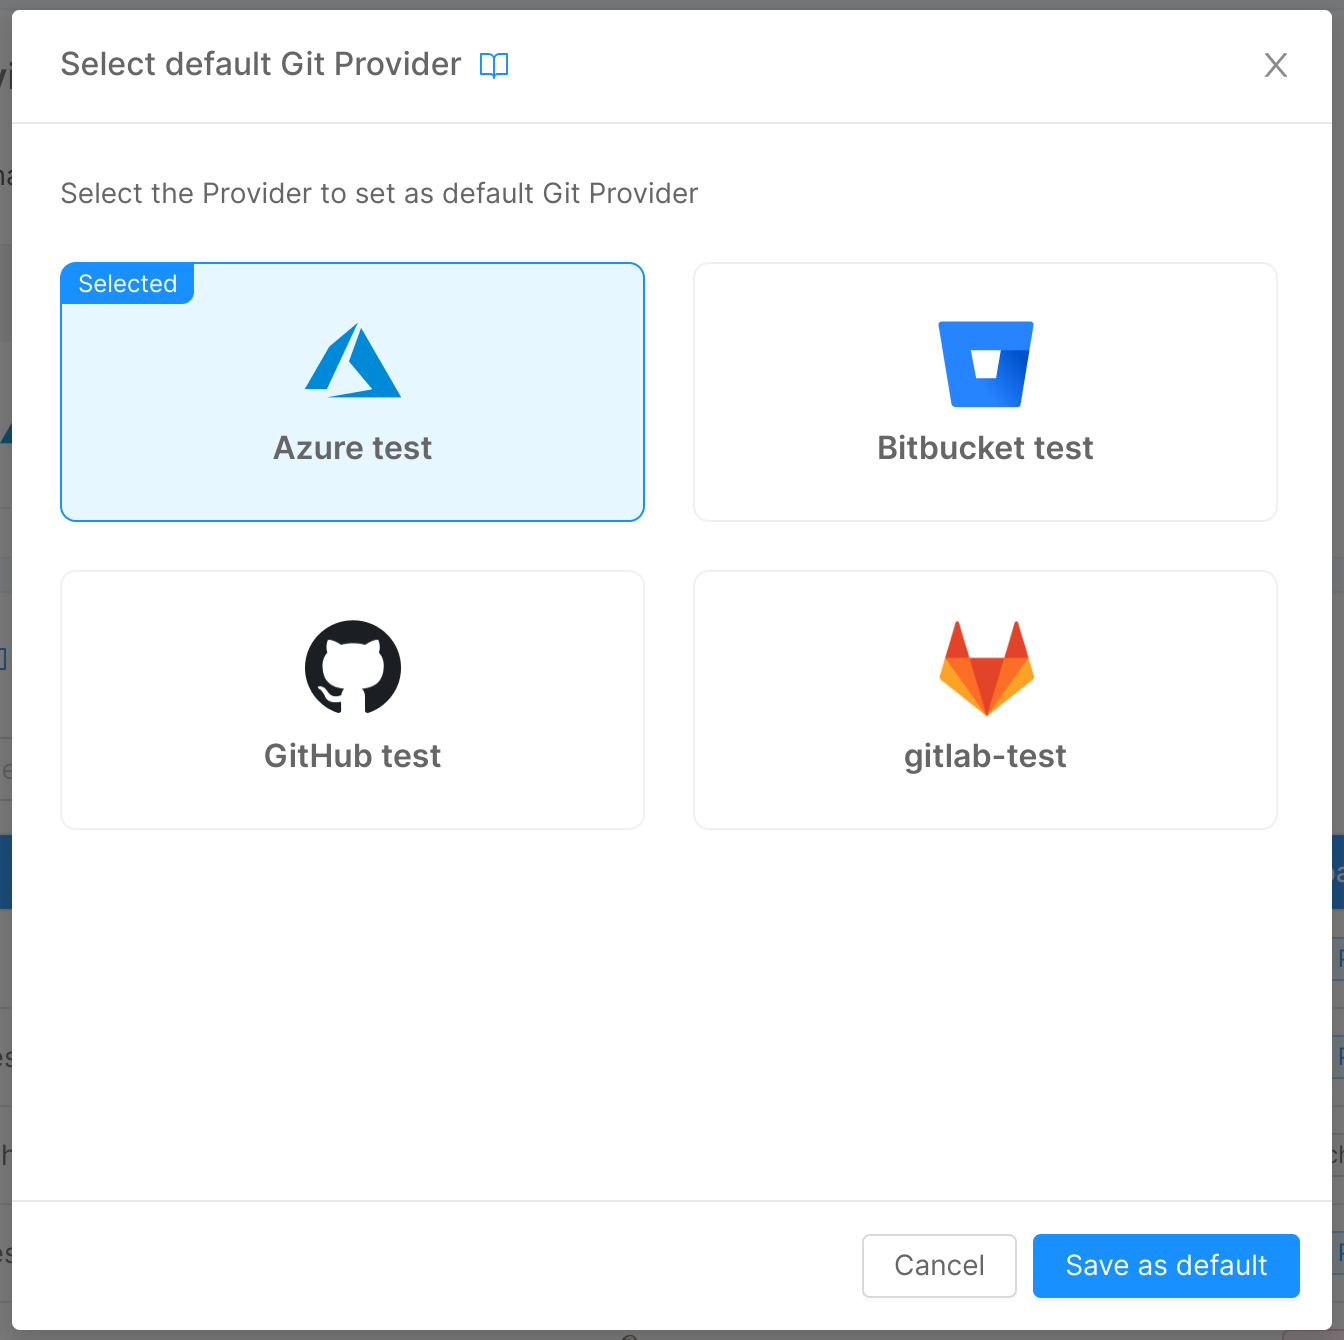 Select default Git Provider
Select the Provider to set as default Git Provider
Selected
Azure test
Bitbucket test
GitHub test
gitlab-test
Cancel
Save as default